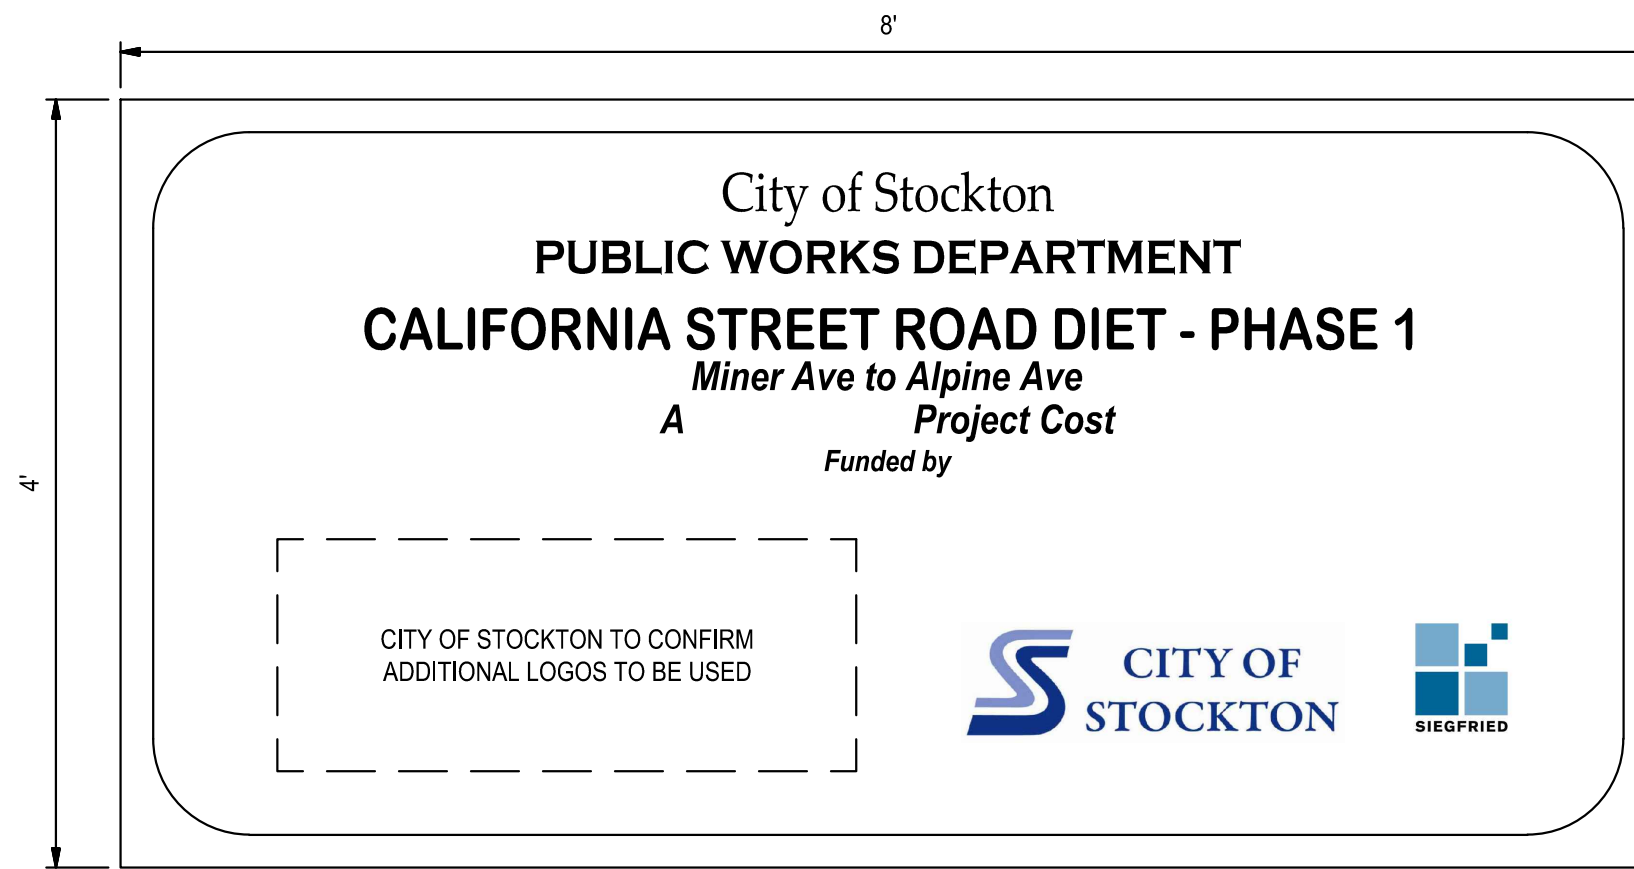 8'
City of Stockton
PUBLIC WORKS DEPARTMENT
CALIFORNIA STREET ROAD DIET - PHASE 1
Miner Ave to Alpine Ave
A Project Cost
Funded by
4'
CITY OF STOCKTON TO CONFIRM
ADDITIONAL LOGOS TO BE USED
CITY OF
STOCKTON
SIEGFRIED